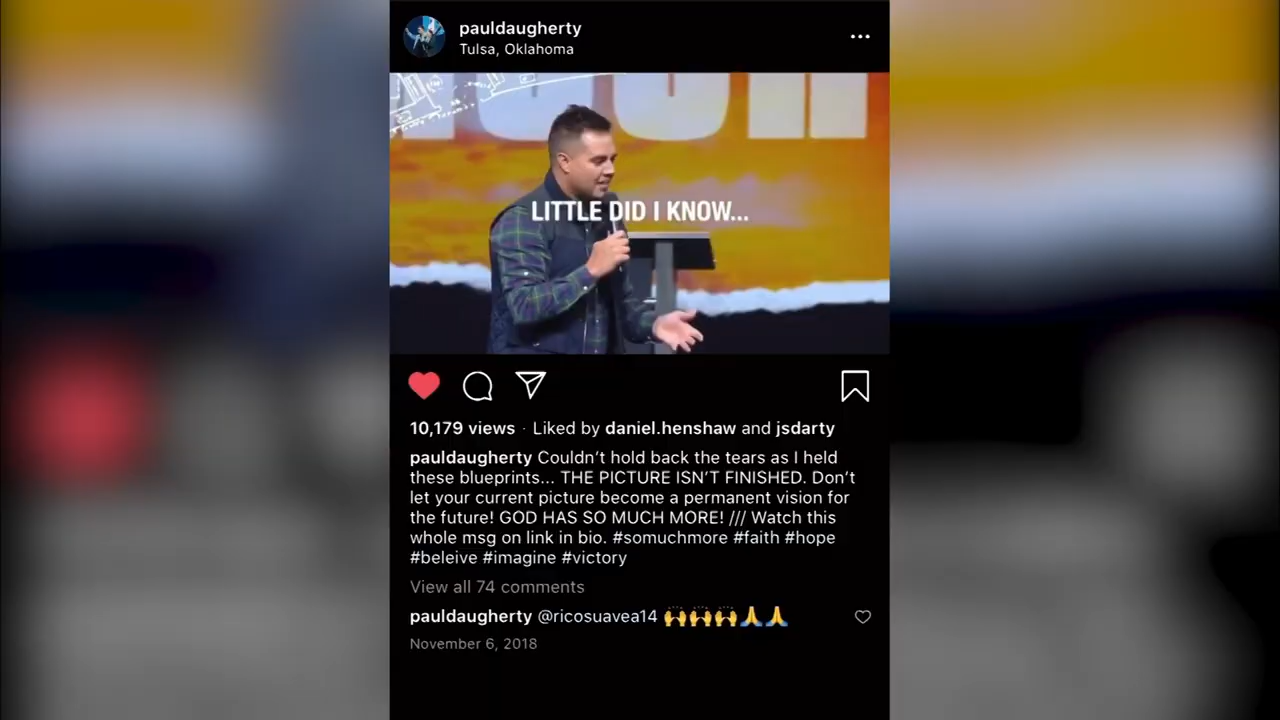 pauldaugherty
Tulsa, Oklahoma
LITTLE DID I KNOW...
10,179 views · Liked by daniel.henshaw and jsdarty
pauldaugherty Couldn't hold back the tears as I held
these blueprints... THE PICTURE ISN'T FINISHED. Don't
let your current picture become a permanent vision for
the future! GOD HAS SO MUCH MORE! /// Watch this
whole msg on link in bio. #somuchmore #faith #hope
#beleive #imagine #victory
View all 74 comments
pauldaugherty @ricosuavea14 🙌🙌🙌🙏🙏
November 6, 2018